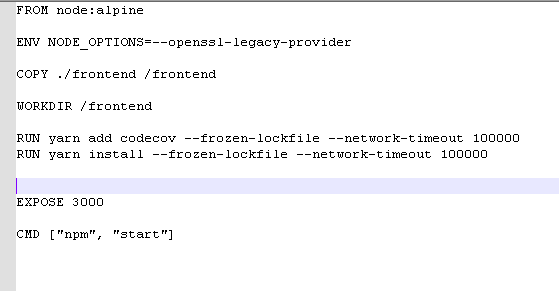 FROM node:alpine
ENV NODE_OPTIONS=--openssl-legacy-provider
COPY ./frontend /frontend
WORKDIR /frontend
RUN yarn add codecov --frozen-lockfile --network-timeout 100000
RUN yarn install --frozen-lockfile --network-timeout 100000
EXPOSE 3000
CMD ["npm", "start"]